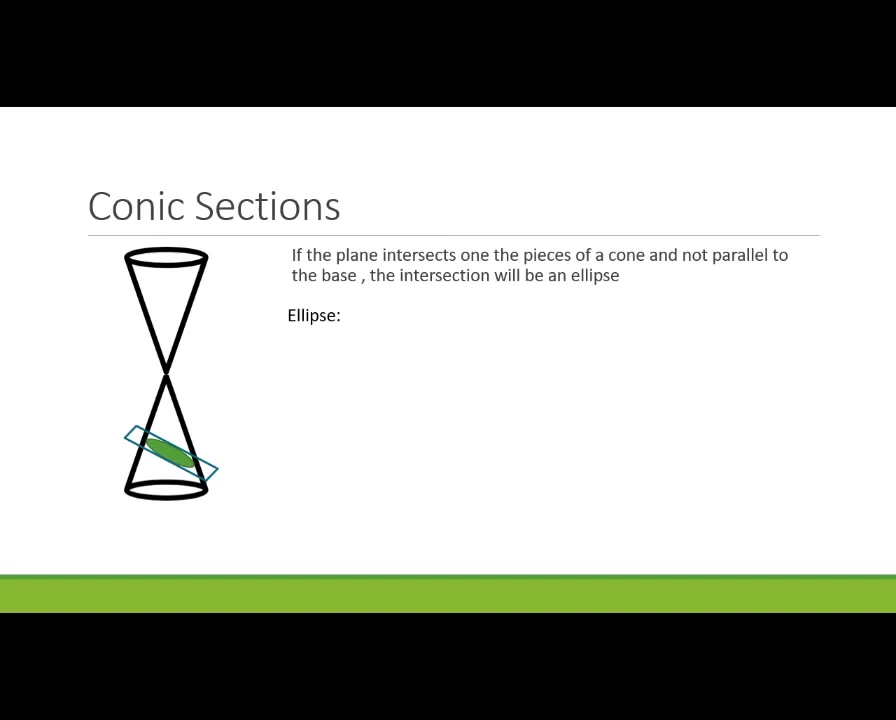 Conic Sections
If the plane intersects one the pieces of a cone and not parallel to
the base , the intersection will be an ellipse
Ellipse: